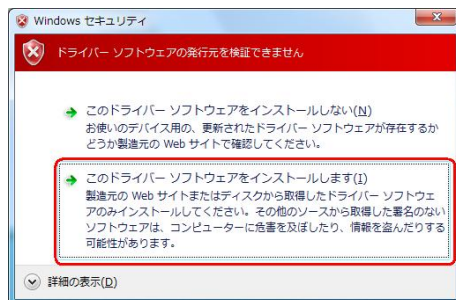 Windows セキュリティ
ドライバー ソフトウェアの発行元を検証できません
このドライバー ソフトウェアをインストールしない(N)
お使いのデバイス用の、更新されたドライバー ソフトウェアが存在するか
どうか製造元の Web サイトで確認してください。
このドライバー ソフトウェアをインストールします(I)
製造元の Web サイトまたはディスクから取得したドライバー ソフトウェ
アのみインストールしてください。その他のソースから取得した署名のない
ソフトウェアは、コンピューターに危害を及ぼしたり、情報を盗んだりする
可能性があります。
詳細の表示(D)